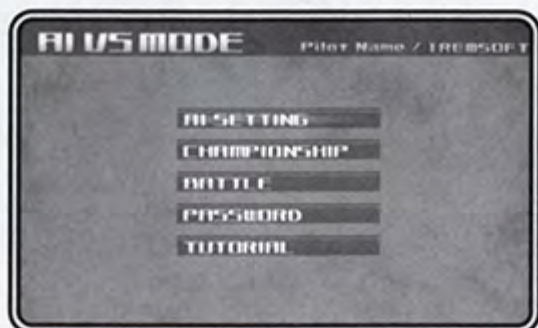 AI VS MODE
Pilot Name / IREMSOFT
AI SETTING
CHAMPIONSHIP
BATTLE
PASSWORD
TUTORIAL